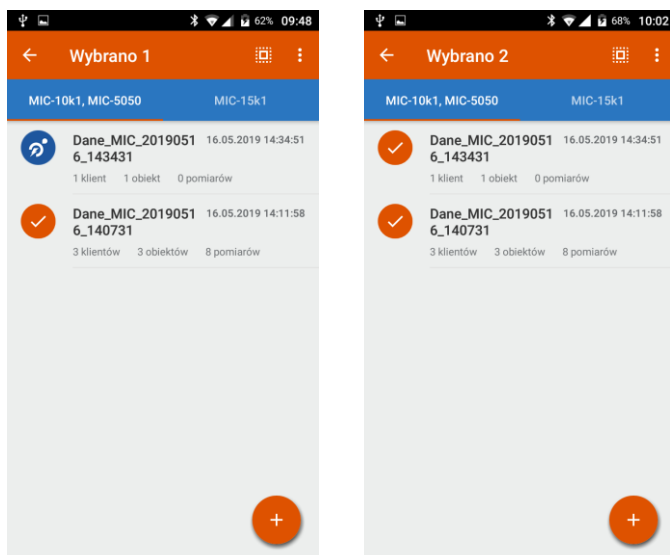 62% 09:48
Wybrano 1
MIC-10k1, MIC-5050 MIC-15k1
Dane_MIC_2019051 16.05.2019 14:34:51
6_143431
1 klient 1 obiekt 0 pomiarów
Dane_MIC_2019051 16.05.2019 14:11:58
6_140731
3 klientów 3 obiektów 8 pomiarów
+
68% 10:02
Wybrano 2
MIC-10k1, MIC-5050 MIC-15k1
Dane_MIC_2019051 16.05.2019 14:34:51
6_143431
1 klient 1 obiekt 0 pomiarów
Dane_MIC_2019051 16.05.2019 14:11:58
6_140731
3 klientów 3 obiektów 8 pomiarów
+